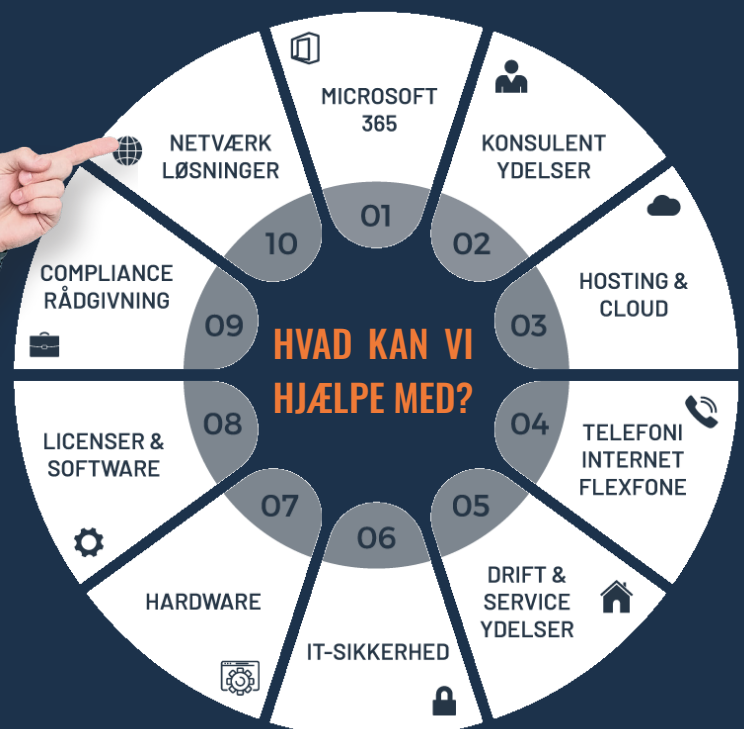 MICROSOFT
365
01
KONSULENT
YDELSER
02
HOSTING &
CLOUD
03
TELEFONI
INTERNET
FLEXFONE
04
DRIFT &
SERVICE
YDELSER
05
IT-SIKKERHED
06
HARDWARE
07
LICENSER &
SOFTWARE
08
COMPLIANCE
RÅDGIVNING
09
NETVÆRK
LØSNINGER
10
HVAD KAN VI
HJÆLPE MED?